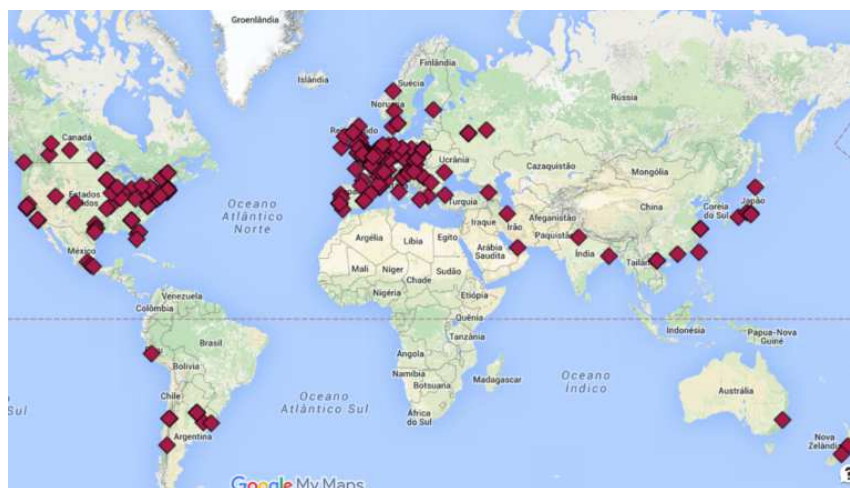 Groenlândia
Islândia
Finlândia
Suécia
Noruega
Rússia
Canadá
Ucrânia
Cazaquistão
Mongólia
Estados
Oceano
Atlântico
Norte
Turquia
China
Coreia
do Sul
Japão
Afeganistão
Iraque
Irão
Paquistão
México
Argélia
Líbia
Egito
Arábia
Saudita
Índia
Mali
Níger
Chade
Sudão
Nigéria
Etiópia
Venezuela
Colômbia
Quênia
Tanzânia
Indonésia
Papua-Nova
Guiné
Brasil
Bolívia
Angola
Namíbia
Botsuana
Madagascar
Oceano
Índico
Austrália
Chile
Oceano
Atlântico Sul
África
do Sul
Sul
Argentina
Nova
Zelândia
Google My Maps
?